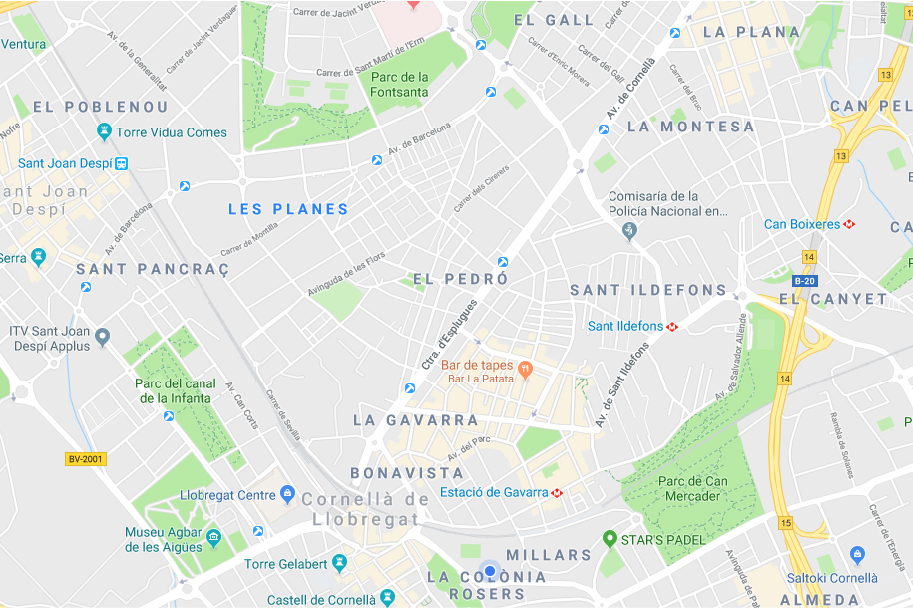 Carrer de Jacint Verdaguer
Carrer de Jacint Verd
EL GALL
LA PLANA
Ventura
Av. de la Generalitat
Carrer de Sant Martí de l'Erm
Carrer d'Enric Morera
Carrer del Gall
Parc de la
Fontsanta
Carrer del Bruc
Av. de Cornellà
13
EL POBLENOU
CAN PEL
Torre Vidua Comes
LA MONTESA
Av. de Barcelona
Sant Joan Despí
13
ant Joan
Despí
Carrer dels Cirerers
Comisaría de la
Policía Nacional en...
LES PLANES
Av. de Barcelona
Carrer de Montilla
Can Boixeres
CA
Serra
SANT PANCRAÇ
Avinguda de les Flors
14
EL PEDRÓ
B-20
SANT ILDEFONS
EL CANYET
Ctra. d'Esplugues
Sant Ildefons
ITV Sant Joan
Despí Applus
Av. de Salvador Allende
Av. de Sant Ildefons
Bar de tapes
Bar La Patata
14
Parc del canal
de la Infanta
Av. Can Corts
Carrer de Sevilla
LA GAVARRA
Rambla de Solanes
Av. del Parc
BV-2001
BONAVISTA
Parc de Can
Mercader
Llobregat Centre
Cornellà de
Llobregat
Estació de Gavarra
15
Carrer de l'Energia
Museu Agbar
de les Aigües
STAR'S PADEL
MILLARS
Torre Gelabert
LA COLÒNIA
ROSERS
Avinguda de Pa
Saltoki Cornellà
Castell de Cornellà
ALMEDA